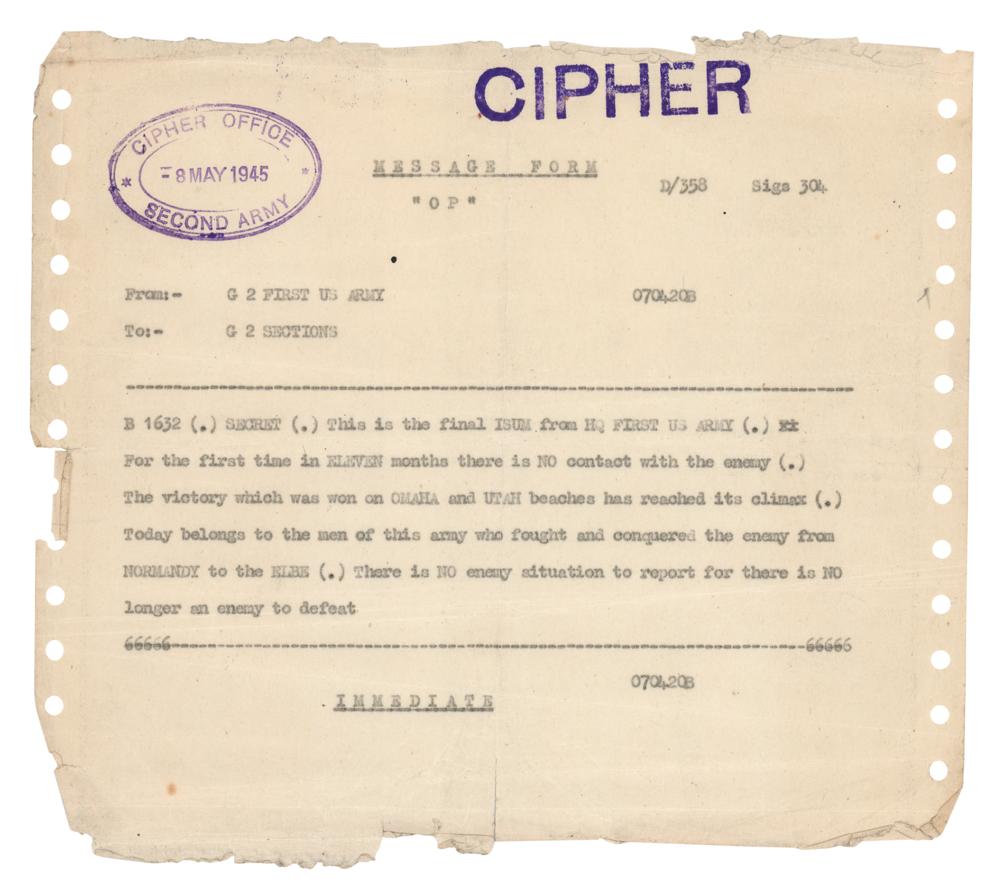 CIPHER
CIPHER OFFICE
- 8 MAY 1945
SECOND ARMY
MESSAGE FORM
D/358 Sigs 304
"OP"
From:- G 2 FIRST US ARMY 070420B
To:- G 2 SECTIONS
B 1632 (.) SECRET (.) This is the final ISUM from HQ FIRST US ARMY (.)
For the first time in ELEVEN months there is NO contact with the enemy (.)
The victory which was won on OMAHA and UTAH beaches has reached its climax (.)
Today belongs to the men of this army who fought and conquered the enemy from
NORMANDY to the ELBE (.) There is NO enemy situation to report for there is NO
longer an enemy to defeat
66666--------------------66666
070420B
IMMEDIATE